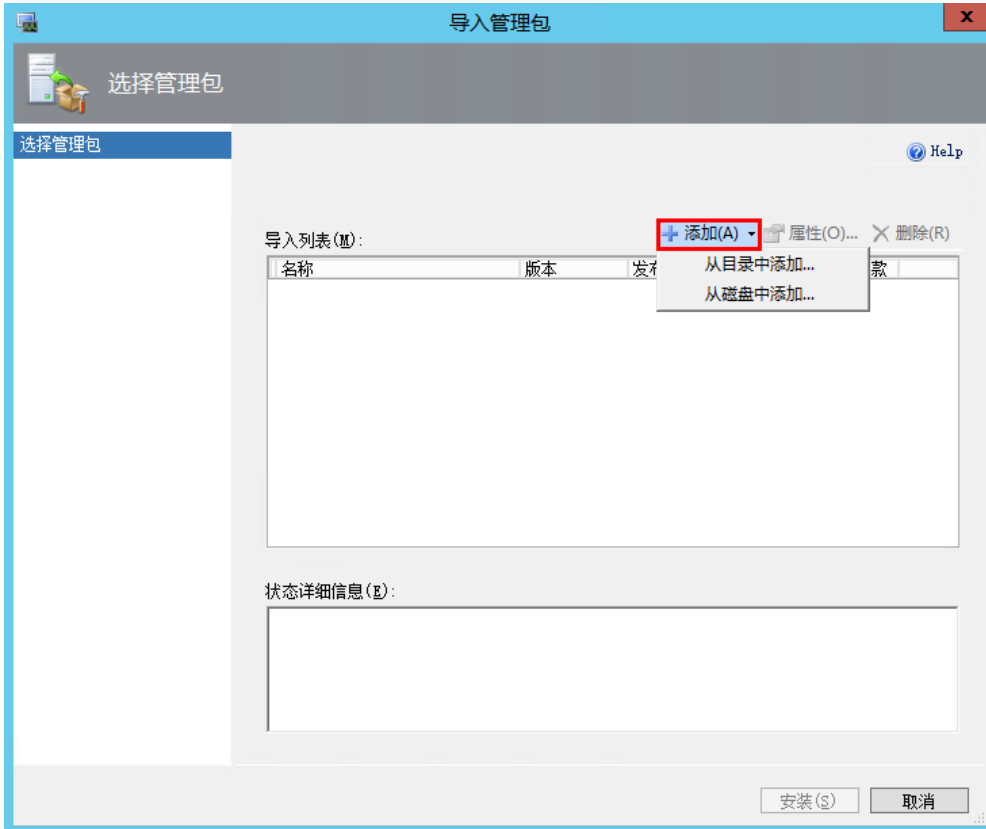 导入管理包
x
选择管理包
选择管理包
Help
导入列表(M):
添加(A) 属性(O)... 删除(R)
名称 版本 发 款
从目录中添加...
从磁盘中添加...
状态详细信息(E):
安装(S) 取消